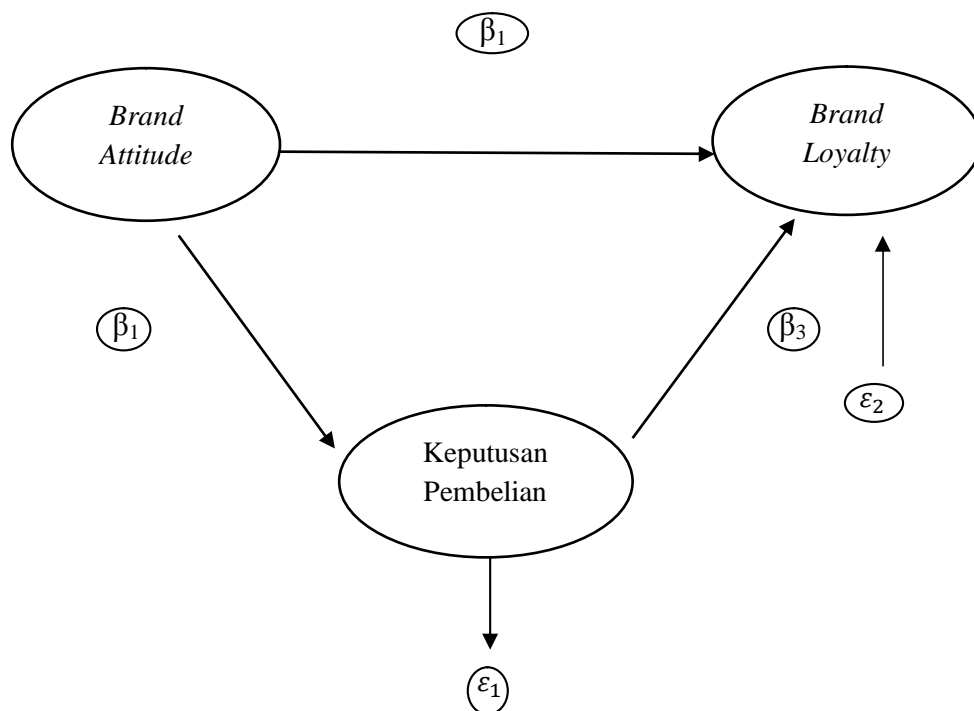 β₁
Brand
Attitude
Brand
Loyalty
β₁
β₃
ε₂
Keputusan
Pembelian
ε₁